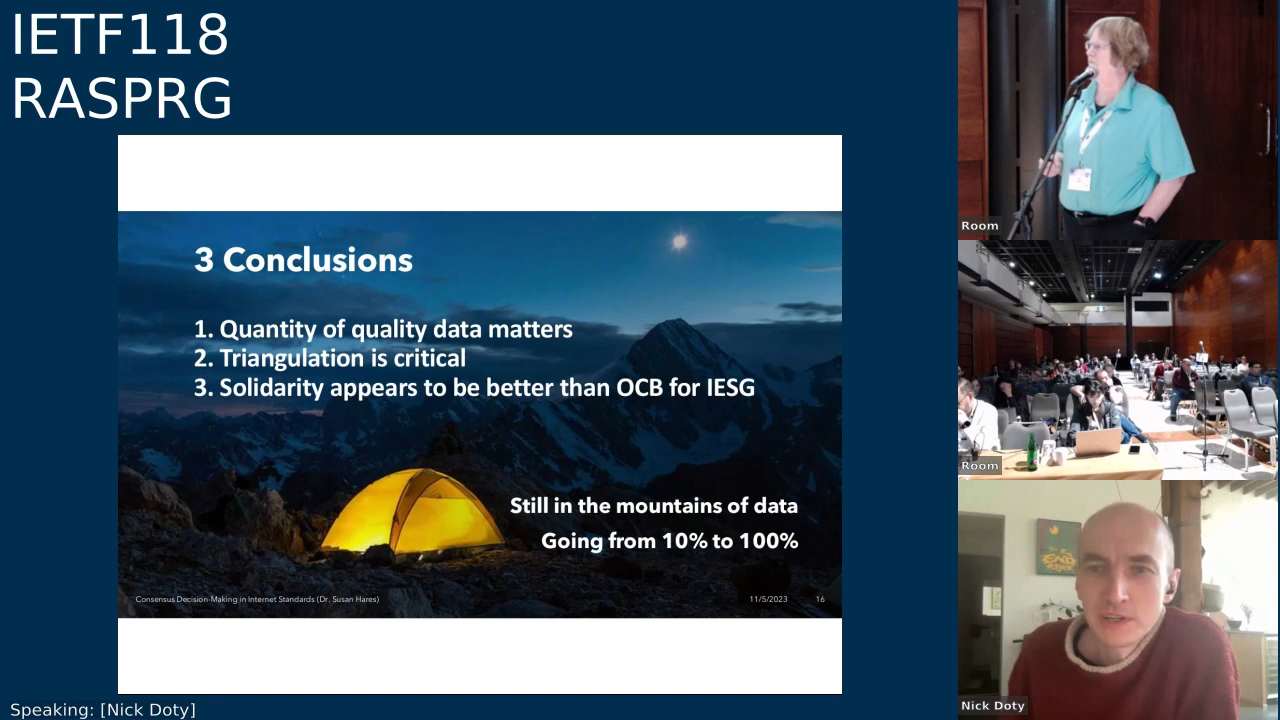 IETF118
RASPRG
3 Conclusions
1. Quantity of quality data matters
2. Triangulation is critical
3. Solidarity appears to be better than OCB for IESG
Still in the mountains of data
Going from 10% to 100%
Consensus Decision-Making in Internet Standards (Dr. Susan Hares)
11/5/2023
16
Room
Room
Nick Doty
Speaking: [Nick Doty]